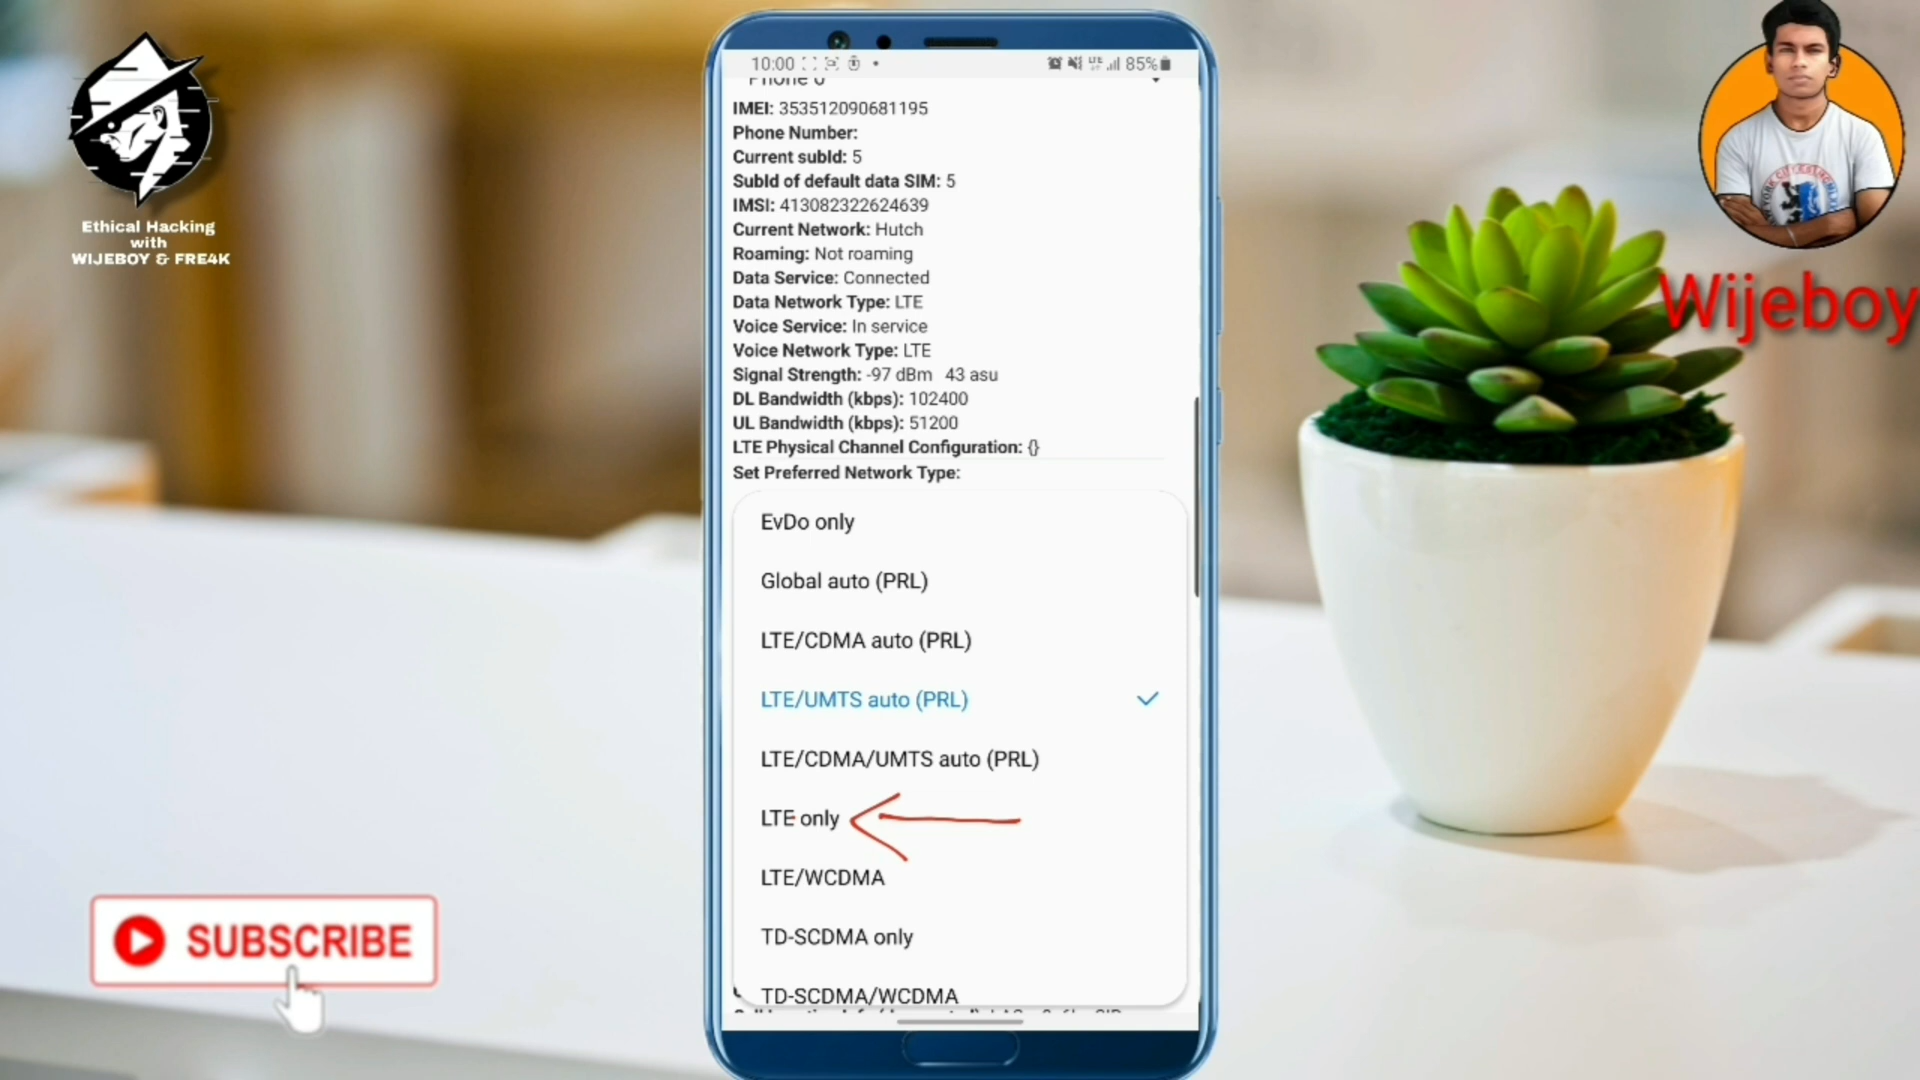 Ethical Hacking
with
WIJEBOY & FRE4K
Wijeboy
SUBSCRIBE
10:00
85%
Phone 0
IMEI: 353512090681195
Phone Number:
Current subId: 5
SubId of default data SIM: 5
IMSI: 413082322624639
Current Network: Hutch
Roaming: Not roaming
Data Service: Connected
Data Network Type: LTE
Voice Service: In service
Voice Network Type: LTE
Signal Strength: -97 dBm 43 asu
DL Bandwidth (kbps): 102400
UL Bandwidth (kbps): 51200
LTE Physical Channel Configuration: {}
Set Preferred Network Type:
EvDo only
Global auto (PRL)
LTE/CDMA auto (PRL)
LTE/UMTS auto (PRL)
LTE/CDMA/UMTS auto (PRL)
LTE only
LTE/WCDMA
TD-SCDMA only
TD-SCDMA/WCDMA